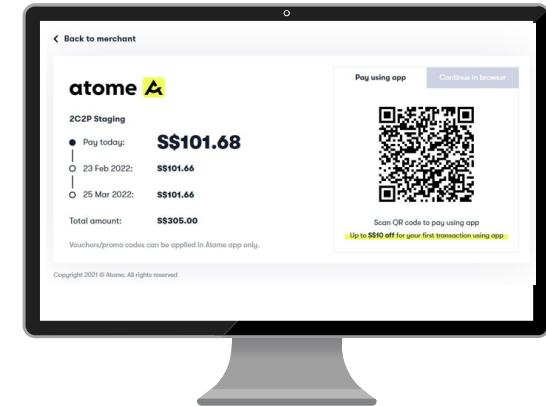 Back to merchant
atome
2C2P Staging
Pay today: S$101.68
23 Feb 2022: S$101.66
25 Mar 2022: S$101.66
Total amount: S$305.00
Vouchers/promo codes can be applied in Atome app only.
Pay using app
Continue in browser
Scan QR code to pay using app
Up to S$10 off for your first transaction using app
Copyright 2021 © Atome. All rights reserved